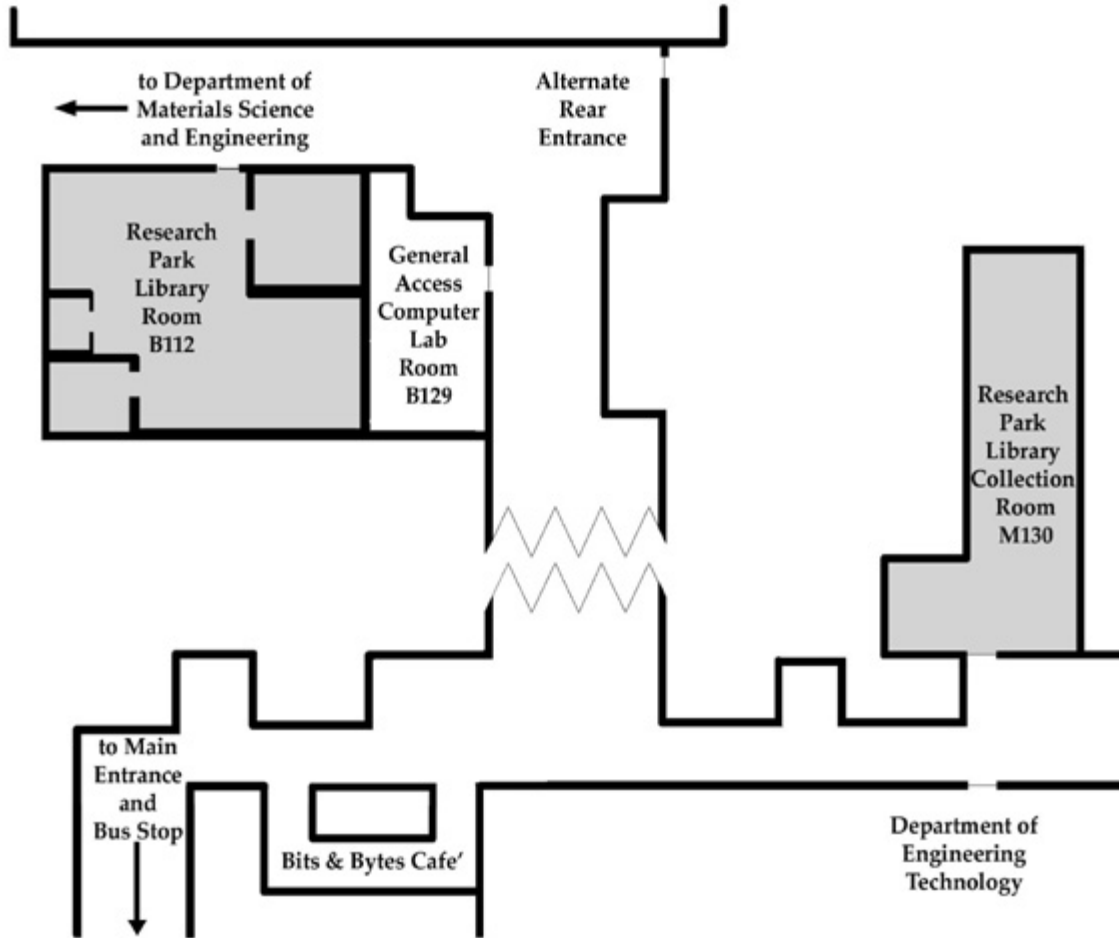 to Department of
Materials Science
and Engineering
Alternate
Rear
Entrance
Research
Park
Library
Room
B112
General
Access
Computer
Lab
Room
B129
Research
Park
Library
Collection
Room
M130
to Main
Entrance
and
Bus Stop
Bits & Bytes Cafe'
Department of
Engineering
Technology